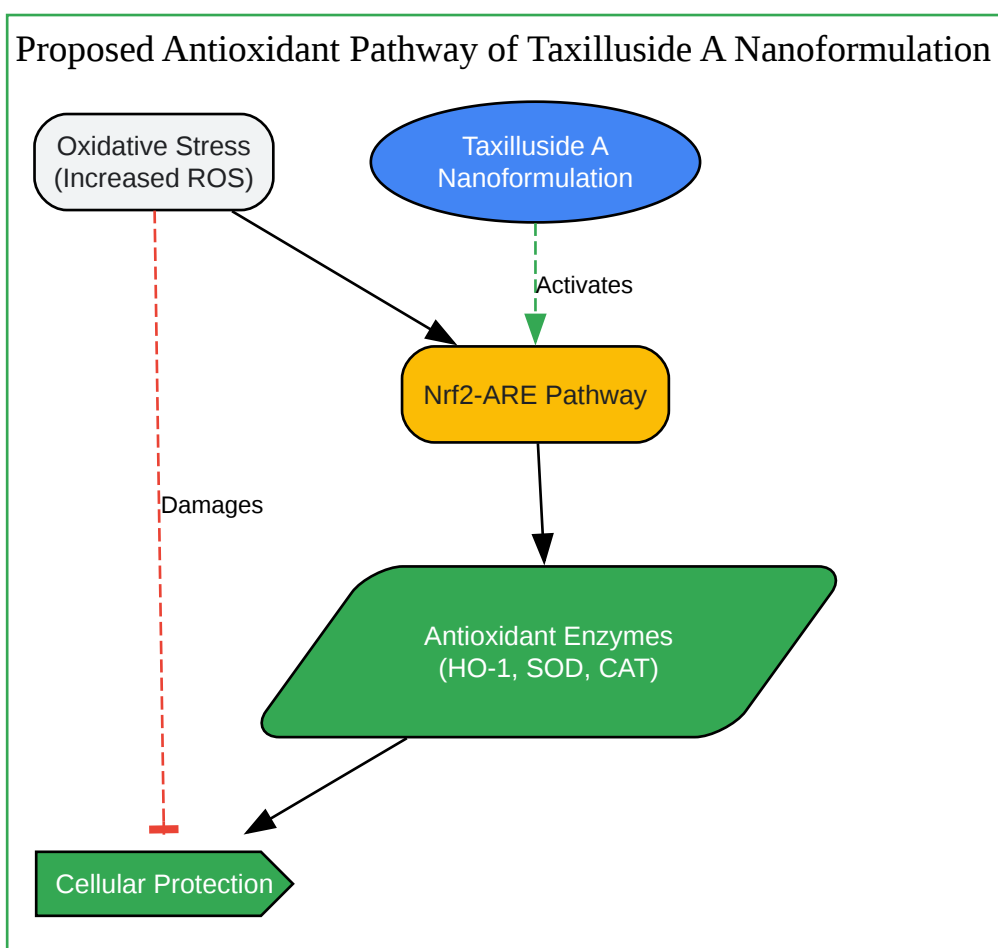 Proposed Antioxidant Pathway of Taxilluside A Nanoformulation
Oxidative Stress
(Increased ROS)
Taxilluside A
Nanoformulation
Activates
Nrf2-ARE Pathway
Damages
Antioxidant Enzymes
(HO-1, SOD, CAT)
Cellular Protection